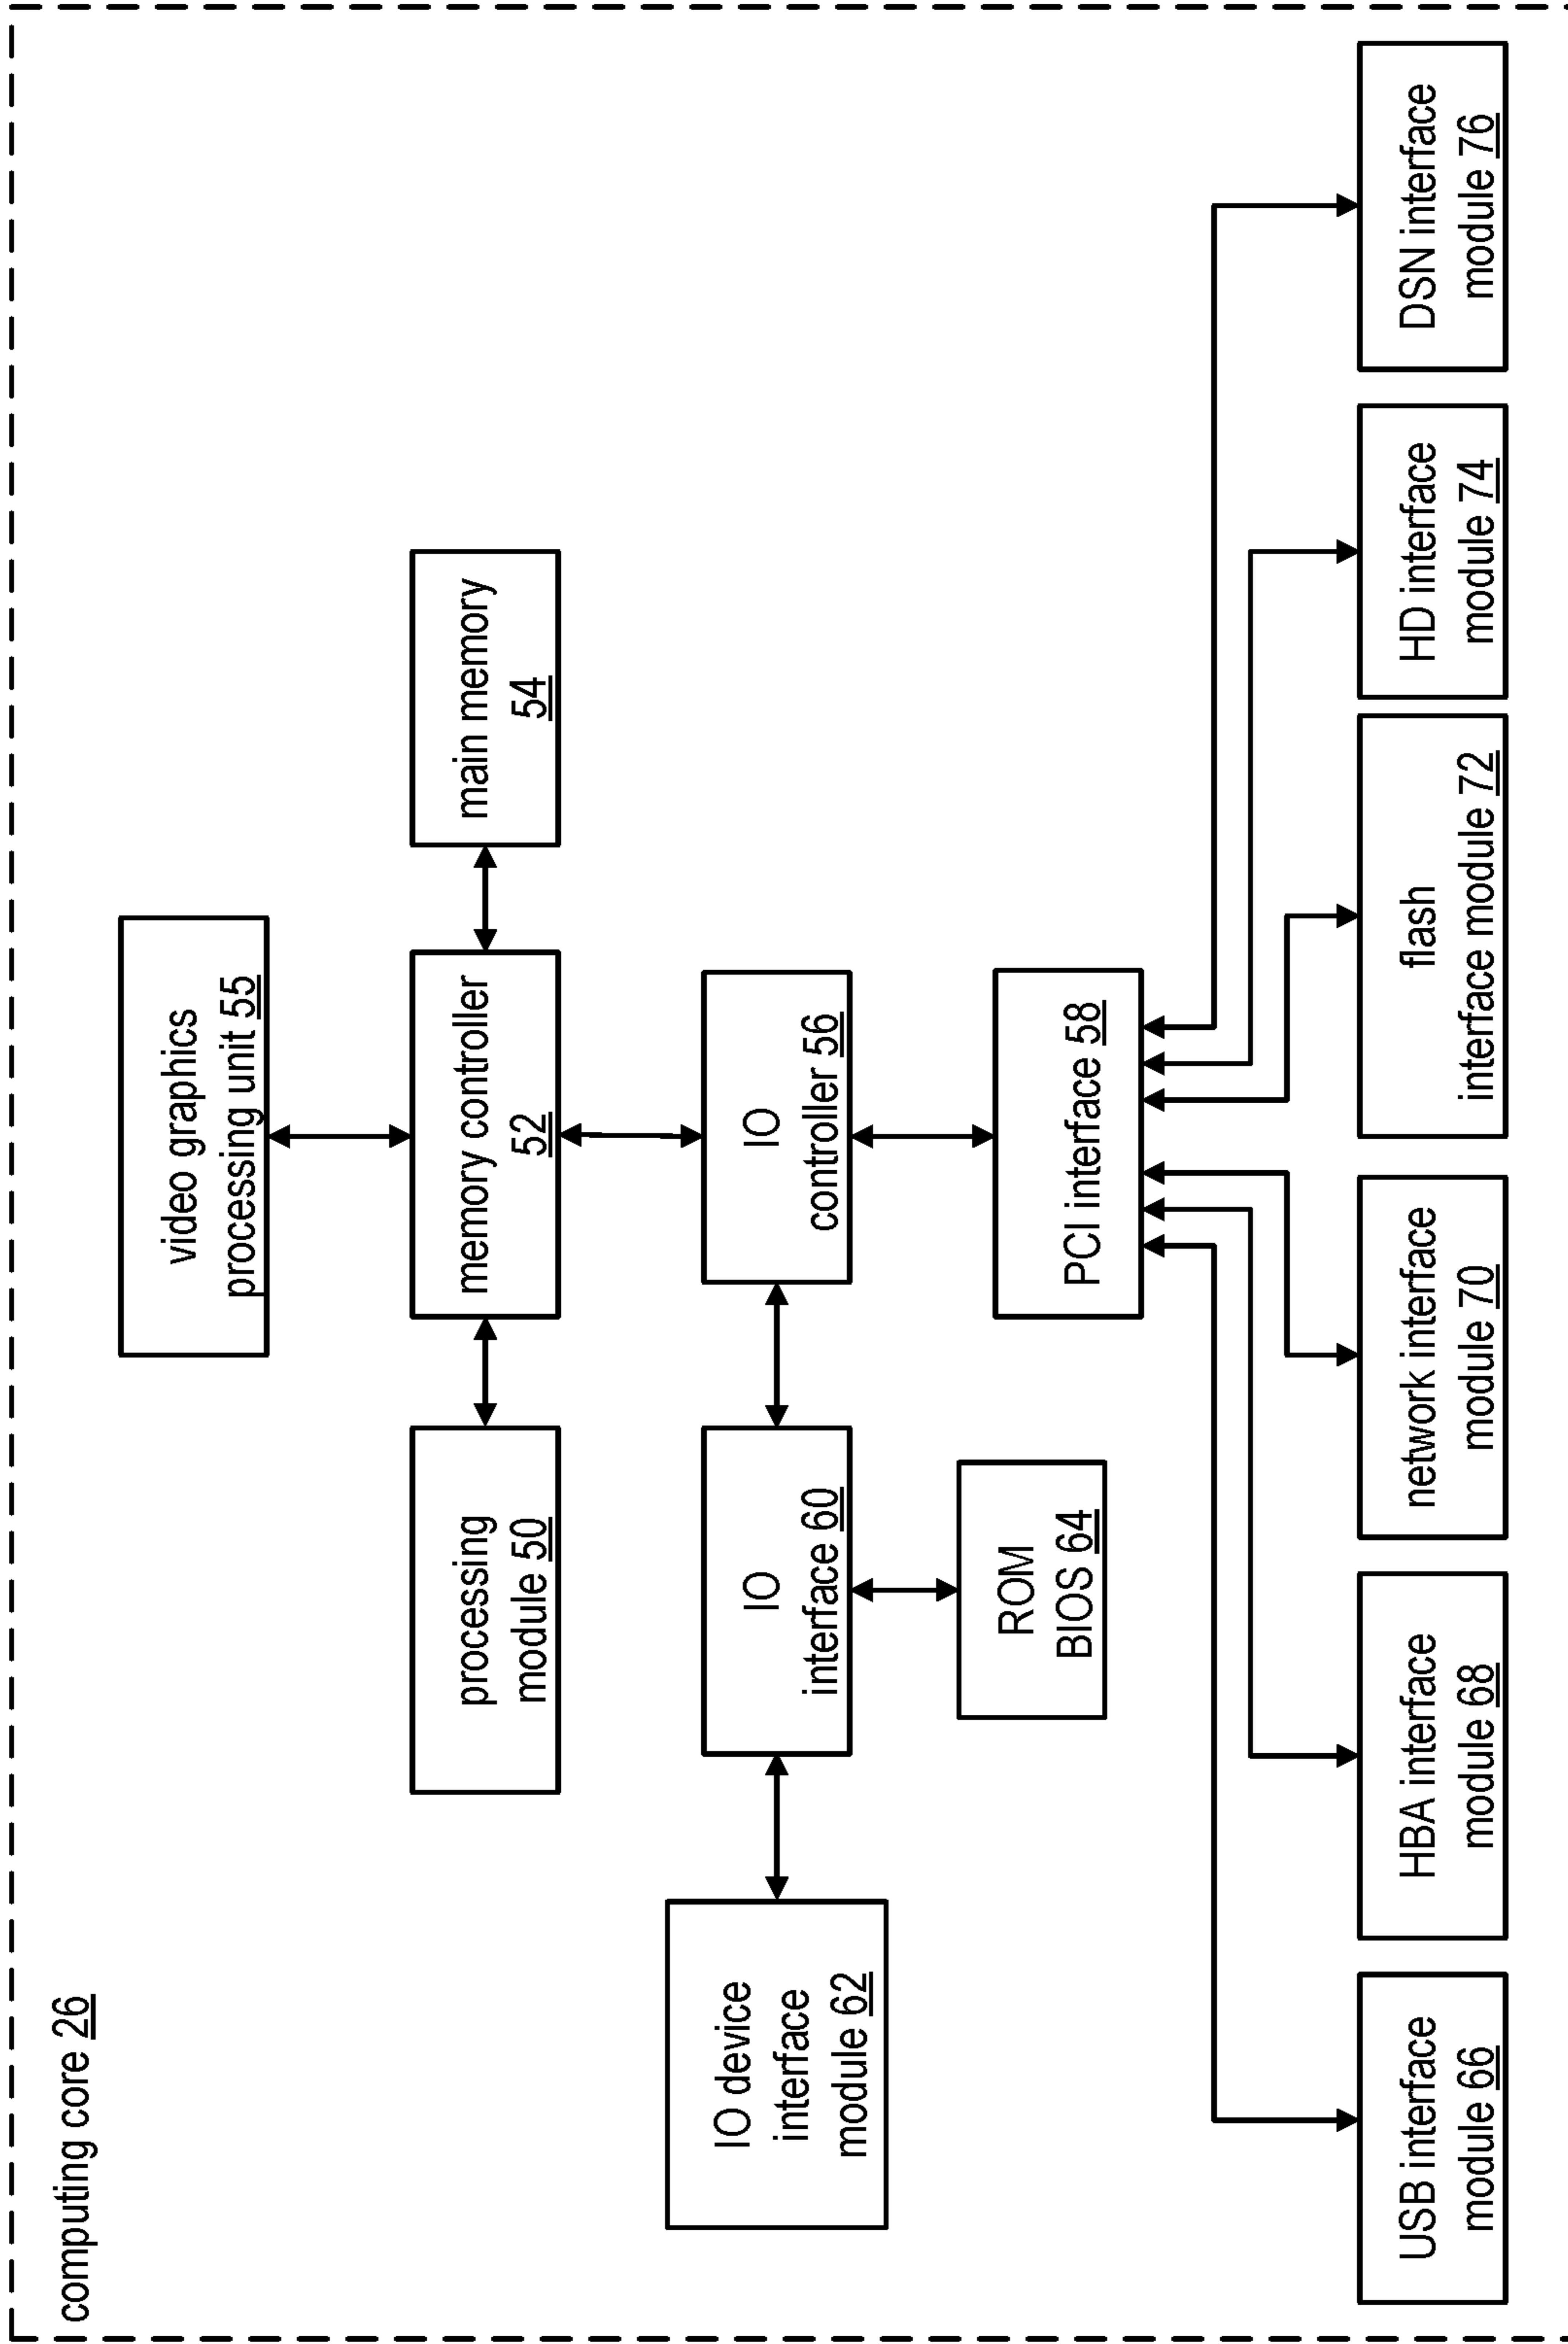 computing core 26
video graphics
processing unit 55
processing
module 50
memory controller
52
main memory
54
IO device
interface
module 62
IO
interface 60
IO
controller 56
ROM
BIOS 64
PCI interface 58
USB interface
module 66
HBA interface
module 68
network interface
module 70
flash
interface module 72
HD interface
module 74
DSN interface
module 76